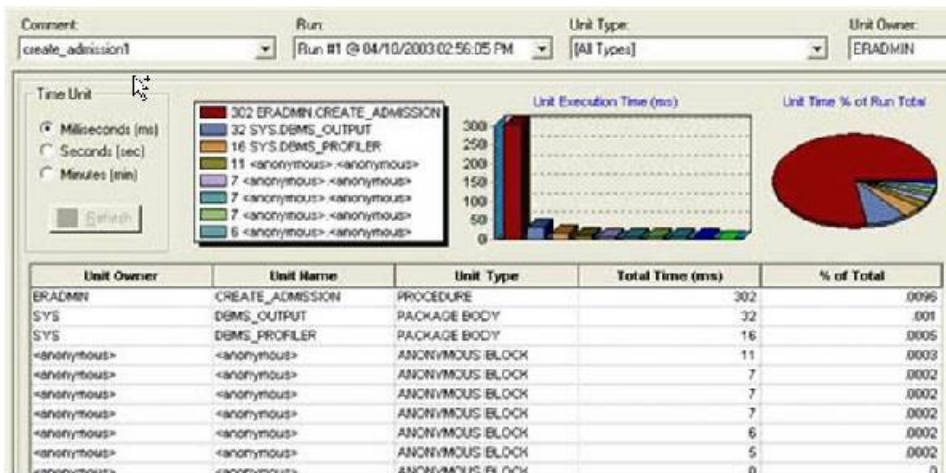 Comment: Run: Unit Type: Unit Owner:
create_admission1 Run #1 @ 04/10/2003 02:56:05 PM [All Types] ERADMIN
Time Unit
Milliseconds (ms)
Seconds (sec)
Minutes (min)
Refresh
302 ERADMIN.CREATE_ADMISSION
32 SYS.DBMS_OUTPUT
16 SYS.DBMS_PROFILER
11 <anonymous>.<anonymous>
7 <anonymous>.<anonymous>
7 <anonymous>.<anonymous>
7 <anonymous>.<anonymous>
6 <anonymous>.<anonymous>
Unit Execution Time (ms)
300
250
200
150
100
50
0
Unit Time % of Run Total
Unit Owner Unit Name Unit Type Total Time (ms) % of Total
ERADMIN CREATE_ADMISSION PROCEDURE 302 .0096
SYS DBMS_OUTPUT PACKAGE BODY 32 .001
SYS DBMS_PROFILER PACKAGE BODY 16 .0005
<anonymous> <anonymous> ANONYMOUS BLOCK 11 .0003
<anonymous> <anonymous> ANONYMOUS BLOCK 7 .0002
<anonymous> <anonymous> ANONYMOUS BLOCK 7 .0002
<anonymous> <anonymous> ANONYMOUS BLOCK 7 .0002
<anonymous> <anonymous> ANONYMOUS BLOCK 6 .0002
<anonymous> <anonymous> ANONYMOUS BLOCK 5 .0002
<anonymous> <anonymous> ANONYMOUS BLOCK 0 0